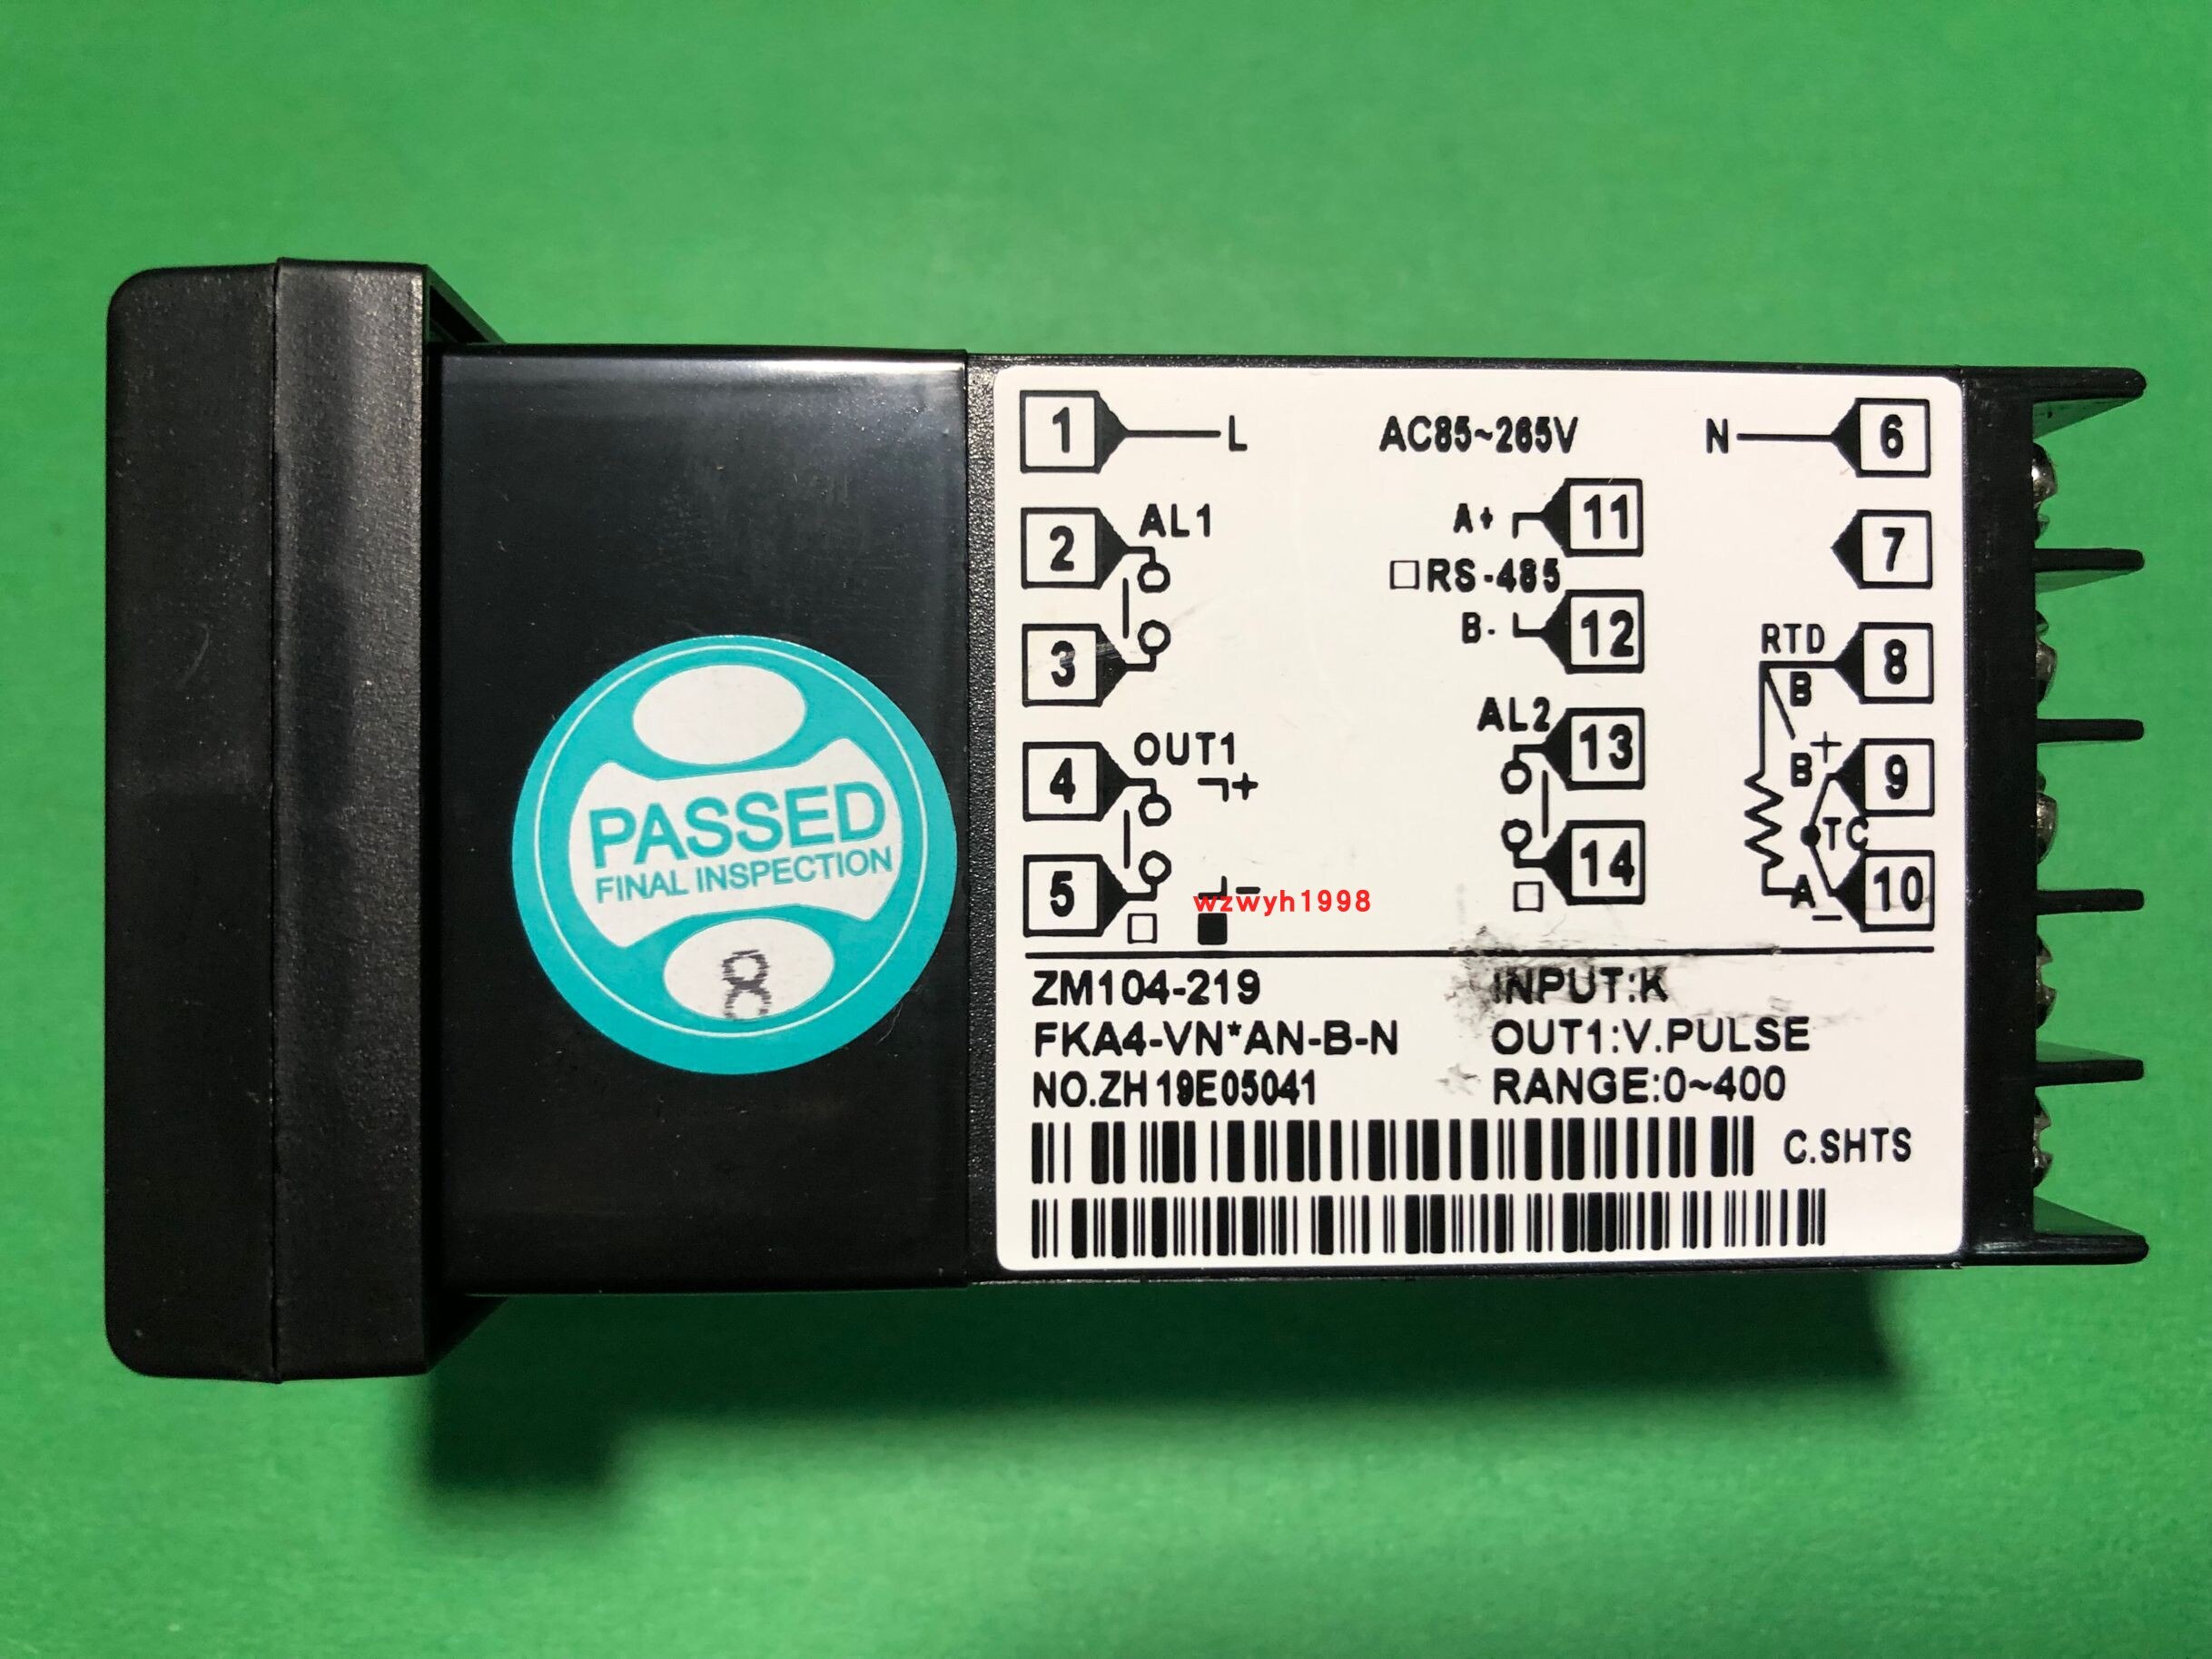 1 L AC85~265V N 6
2 AL1 A+ 11 7
RS-485
3 B- 12 RTD 8
B
4 OUT1 + AL2 13 B + 9
TC
5 - 14 A - 10
wzwyh1998
PASSED
FINAL INSPECTION
8
ZM104-219 INPUT:K
FKA4-VN*AN-B-N OUT1:V.PULSE
NO.ZH19E05041 RANGE:0~400
C.SHTS